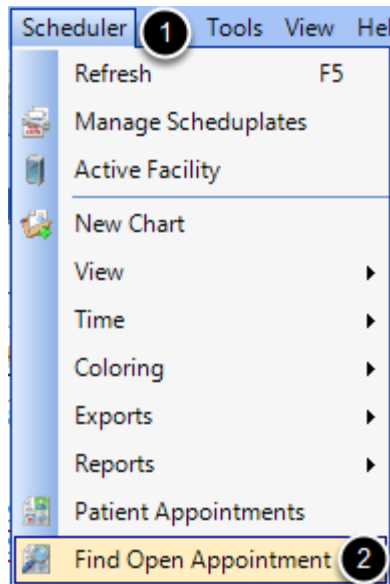 Scheduler 1 Tools View Hel
Refresh F5
Manage Scheduplates
Active Facility
New Chart
View
Time
Coloring
Exports
Reports
Patient Appointments
Find Open Appointment 2